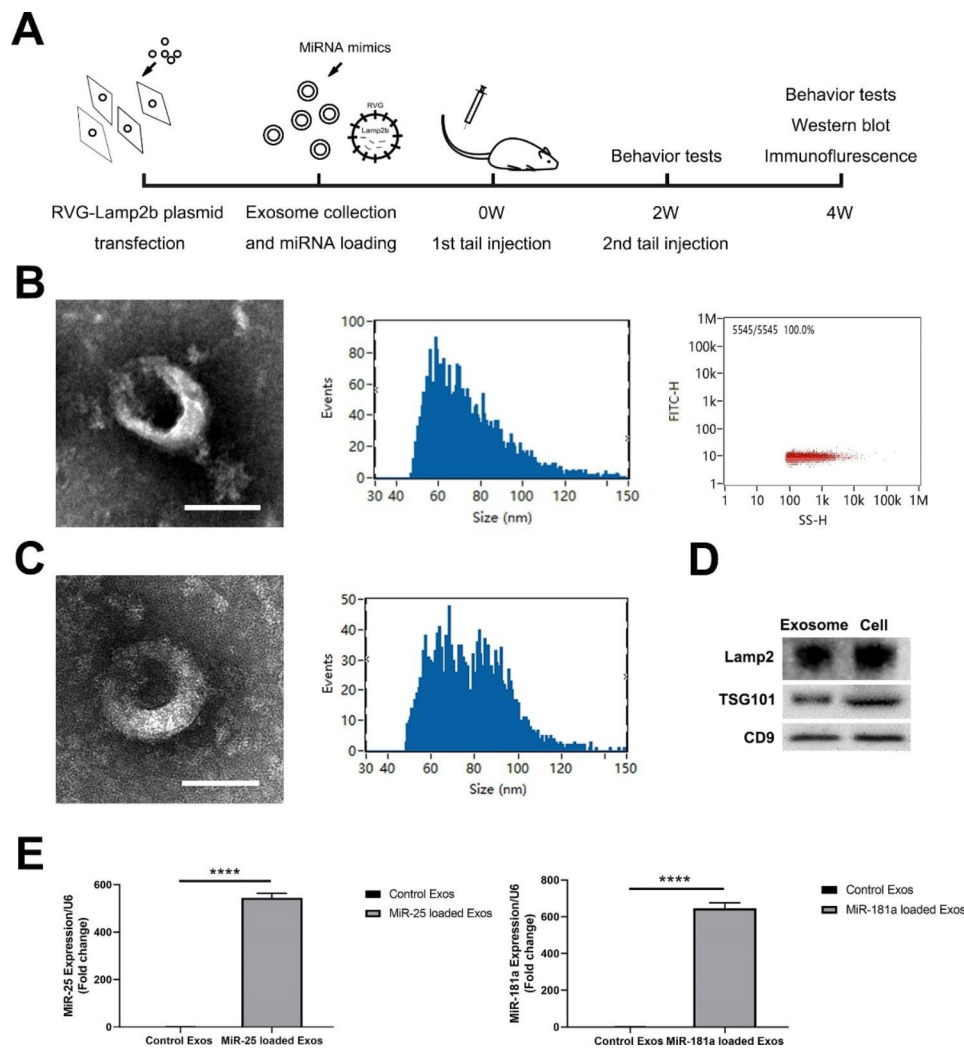 A
MiRNA mimics
RVG
Lamp2b
Behavior tests
Western blot
Behavior tests
Immunoflurescence
RVG-Lamp2b plasmid
transfection
Exosome collection
and miRNA loading
0W
1st tail injection
2W
2nd tail injection
4W
B
100
80
60
40
20
0
Events
30 40 60 80 100 120 150
Size (nm)
5545/5545 100.0%
1M
100k
10k
1k
100
10
1
FITC-H
1 10 100 1k 10k 100k 1M
SS-H
C
50
40
30
20
10
0
Events
30 40 60 80 100 120 150
Size (nm)
D
Exosome Cell
Lamp2
TSG101
CD9
E
MiR-25 Expression/U6
(Fold change)
600
400
200
0
****
Control Exos MiR-25 loaded Exos
Control Exos
MiR-25 loaded Exos
MiR-181a Expression/U6
(Fold change)
800
600
400
200
0
****
Control Exos MiR-181a loaded Exos
Control Exos
MiR-181a loaded Exos